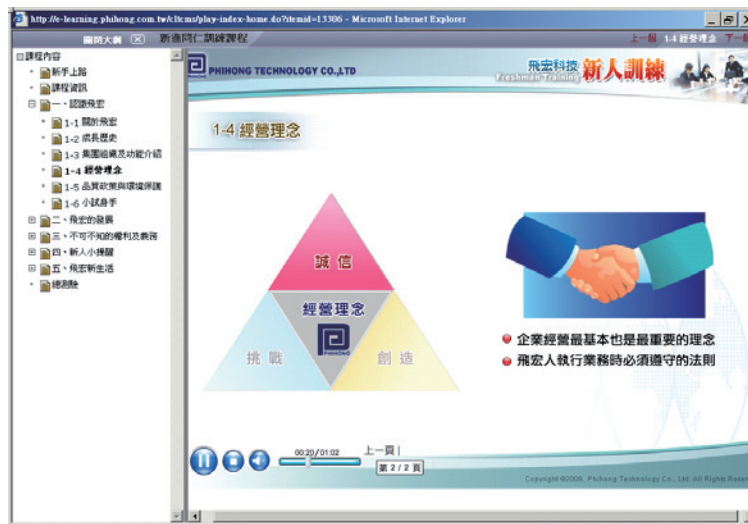 http://e-learning.phihong.com.tw/cltcms/play-index-home.do?itemid=13306 - Microsoft Internet Explorer
關閉大綱 新進同仁訓練課程
上一個 1-4 經營理念 下一個
課程內容
新手上路
課程資訊
一、認識飛宏
1-1 關於飛宏
1-2 成長歷史
1-3 集團組織及功能介紹
1-4 經營理念
1-5 品質政策與環境保護
1-6 小試身手
二、飛宏的發展
三、不可不知的權利及義務
四、新人小提醒
五、飛宏新生活
總測驗
PHIHONG TECHNOLOGY CO.,LTD
飛宏科技 新人訓練
Freshman Training
1-4 經營理念
誠信
經營理念
PHIHONG
挑戰
創造
企業經營最基本也是最重要的理念
飛宏人執行業務時必須遵守的法則
00:20/01:02
上一頁 |
第 2 / 2 頁
Copyright ©2008, Phihong Technology Co., Ltd. All Rights